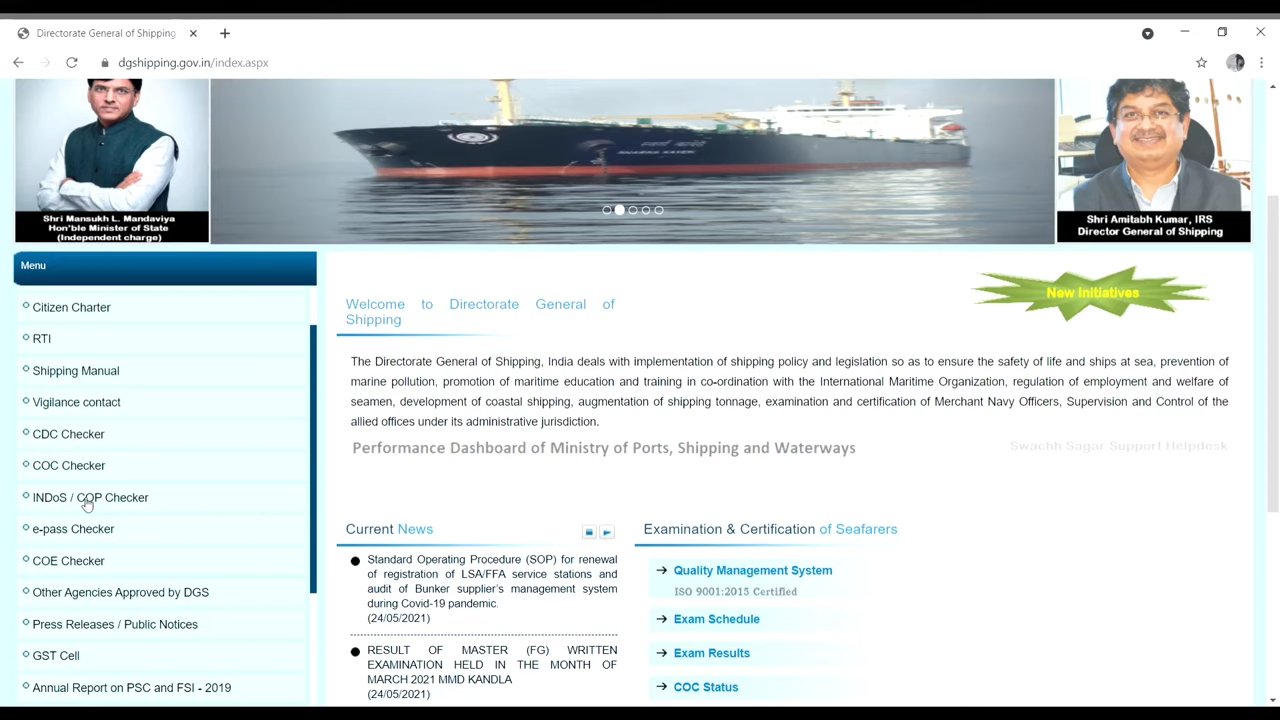 Directorate General of Shipping
dgshipping.gov.in/index.aspx
Shri Mansukh L. Mandaviya
Hon'ble Minister of State
(Independent charge)
Shri Amitabh Kumar, IRS
Director General of Shipping
Menu
Citizen Charter
RTI
Shipping Manual
Vigilance contact
CDC Checker
COC Checker
INDoS / COP Checker
e-pass Checker
COE Checker
Other Agencies Approved by DGS
Press Releases / Public Notices
GST Cell
Annual Report on PSC and FSI - 2019
Welcome to Directorate General of
Shipping
New Initiatives
The Directorate General of Shipping, India deals with implementation of shipping policy and legislation so as to ensure the safety of life and ships at sea, prevention of
marine pollution, promotion of maritime education and training in co-ordination with the International Maritime Organization, regulation of employment and welfare of
seamen, development of coastal shipping, augmentation of shipping tonnage, examination and certification of Merchant Navy Officers, Supervision and Control of the
allied offices under its administrative jurisdiction.
Performance Dashboard of Ministry of Ports, Shipping and Waterways
Swachh Sagar Support Helpdesk
Current News
Standard Operating Procedure (SOP) for renewal
of registration of LSA/FFA service stations and
audit of Bunker supplier's management system
during Covid-19 pandemic.
(24/05/2021)
RESULT OF MASTER (FG) WRITTEN
EXAMINATION HELD IN THE MONTH OF
MARCH 2021 MMD KANDLA
(24/05/2021)
Examination & Certification of Seafarers
Quality Management System
ISO 9001:2015 Certified
Exam Schedule
Exam Results
COC Status